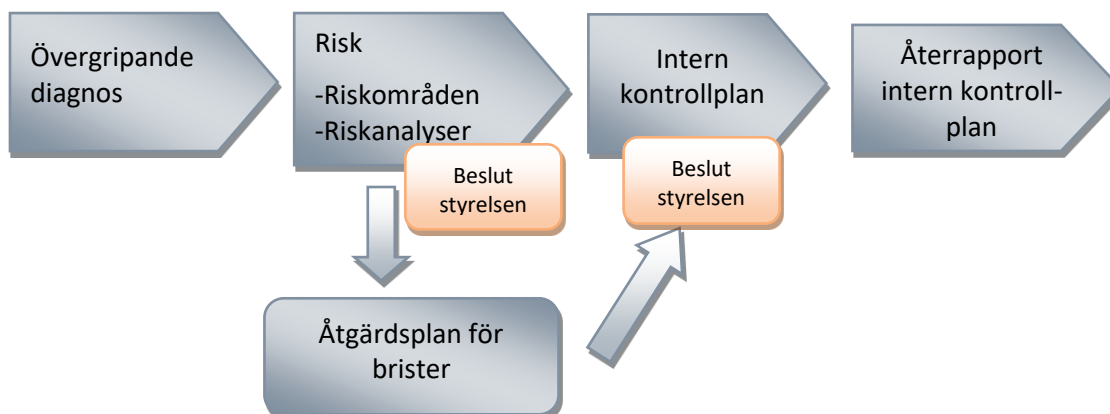 Övergripande
diagnos
Risk
-Riskområden
-Riskanalyser
Beslut
styrelsen
Intern
kontrollplan
Beslut
styrelsen
Återrapport
intern kontroll-
plan
Åtgärdsplan för
brister